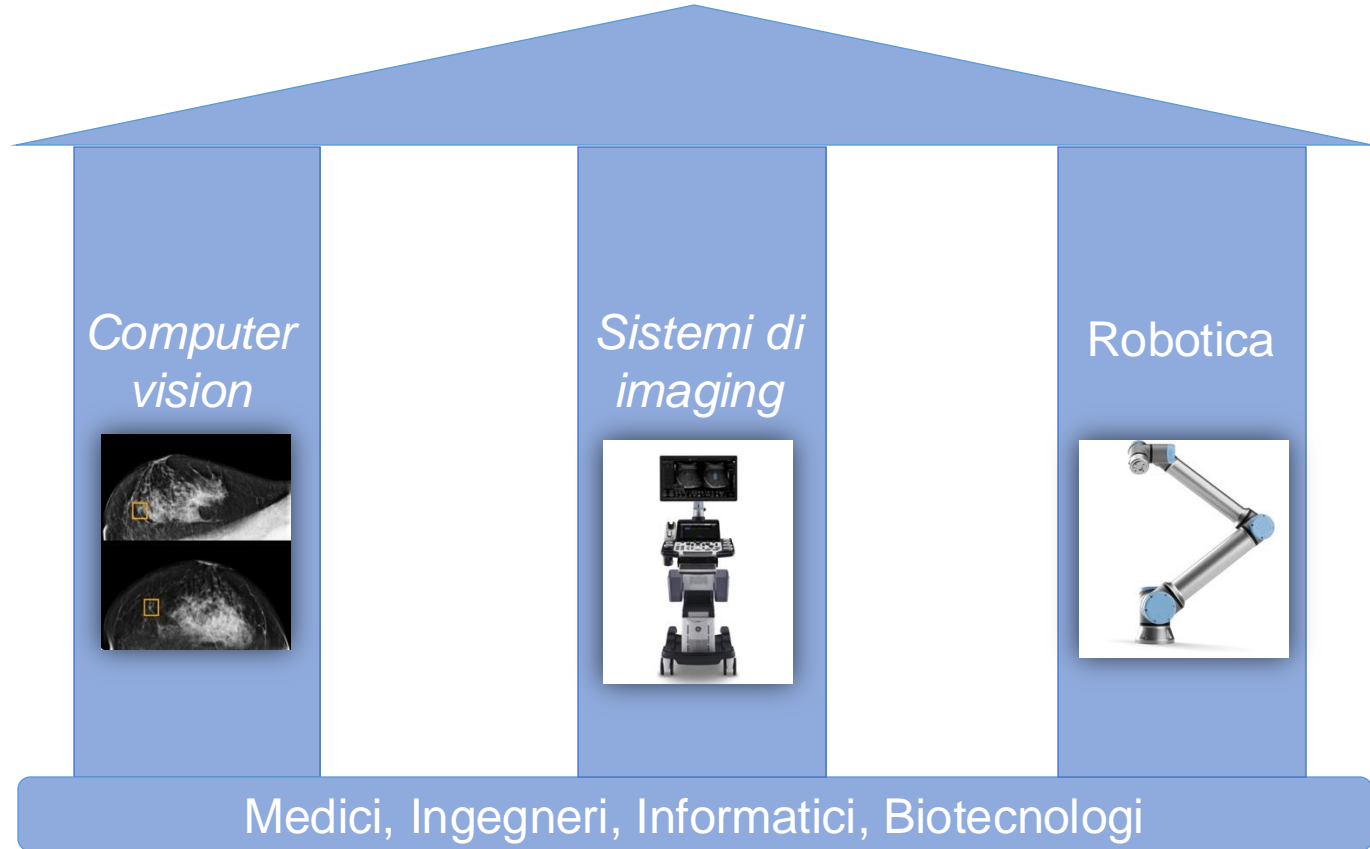 Computer
vision
Sistemi di
imaging
Robotica
Medici, Ingegneri, Informatici, Biotecnologi